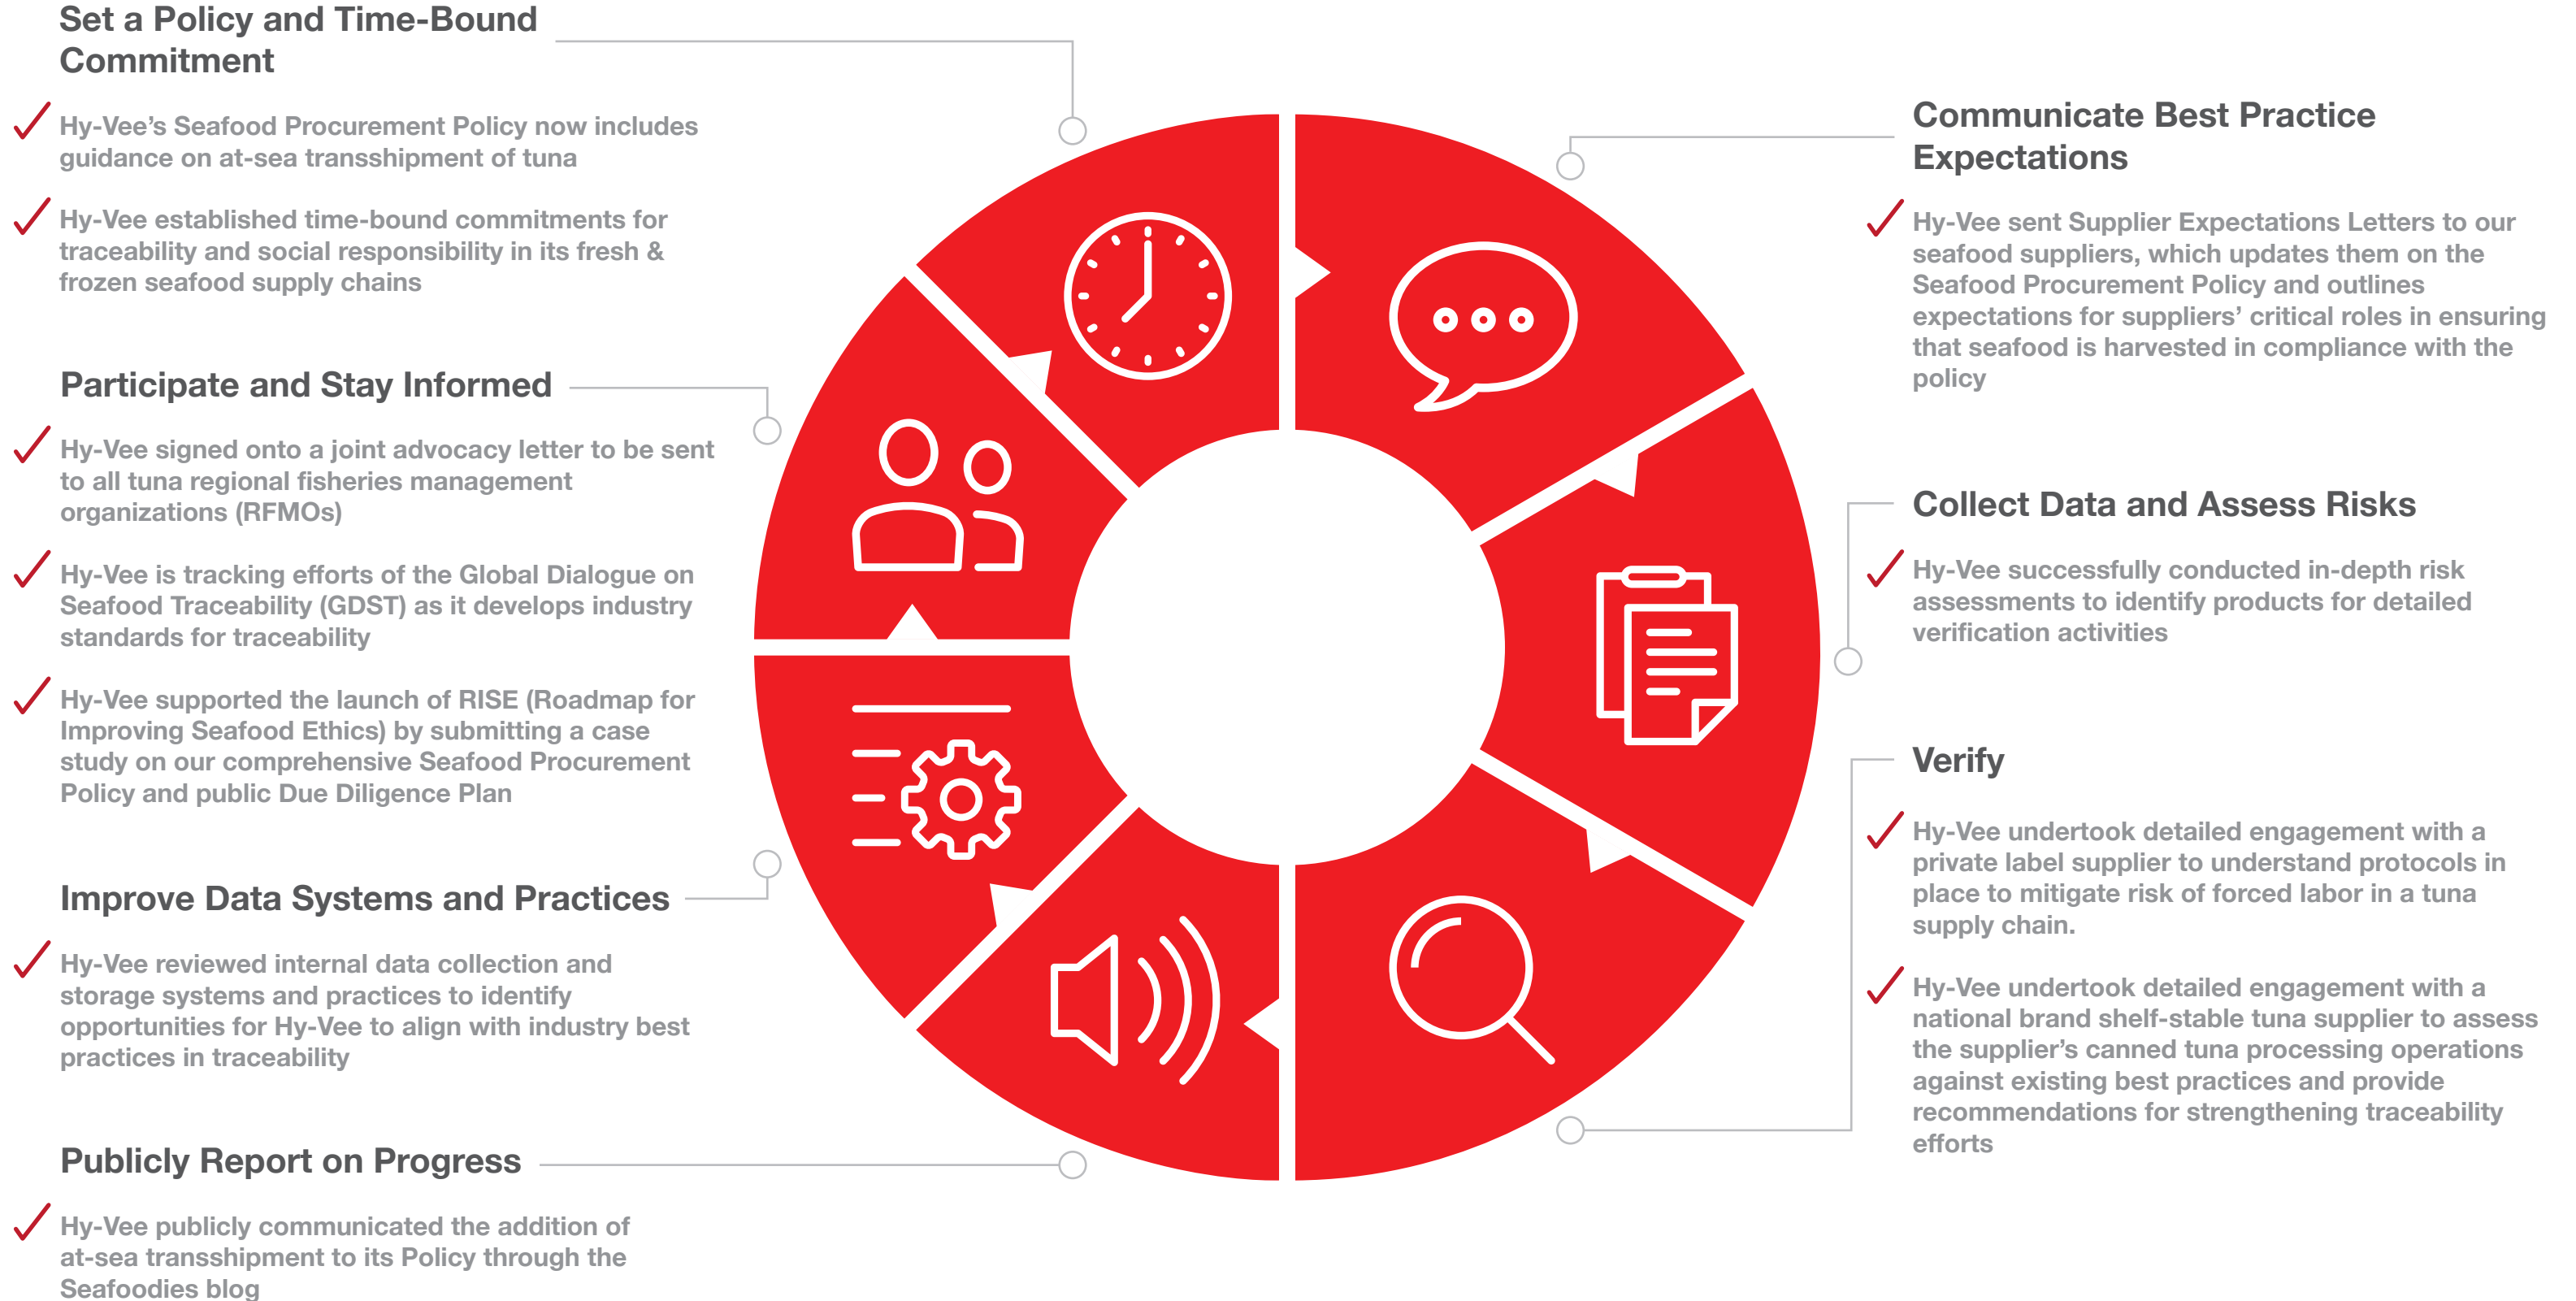 Set a Policy and Time-Bound
Commitment
Hy-Vee’s Seafood Procurement Policy now includes
guidance on at-sea transshipment of tuna
Hy-Vee established time-bound commitments for
traceability and social responsibility in its fresh &
frozen seafood supply chains
Participate and Stay Informed
Hy-Vee signed onto a joint advocacy letter to be sent
to all tuna regional fisheries management
organizations (RFMOs)
Hy-Vee is tracking efforts of the Global Dialogue on
Seafood Traceability (GDST) as it develops industry
standards for traceability
Hy-Vee supported the launch of RISE (Roadmap for
Improving Seafood Ethics) by submitting a case
study on our comprehensive Seafood Procurement
Policy and public Due Diligence Plan
Improve Data Systems and Practices
Hy-Vee reviewed internal data collection and
storage systems and practices to identify
opportunities for Hy-Vee to align with industry best
practices in traceability
Publicly Report on Progress
Hy-Vee publicly communicated the addition of
at-sea transshipment to its Policy through the
Seafoodies blog
Communicate Best Practice
Expectations
Hy-Vee sent Supplier Expectations Letters to our
seafood suppliers, which updates them on the
Seafood Procurement Policy and outlines
expectations for suppliers’ critical roles in ensuring
that seafood is harvested in compliance with the
policy
Collect Data and Assess Risks
Hy-Vee successfully conducted in-depth risk
assessments to identify products for detailed
verification activities
Verify
Hy-Vee undertook detailed engagement with a
private label supplier to understand protocols in
place to mitigate risk of forced labor in a tuna
supply chain.
Hy-Vee undertook detailed engagement with a
national brand shelf-stable tuna supplier to assess
the supplier’s canned tuna processing operations
against existing best practices and provide
recommendations for strengthening traceability
efforts